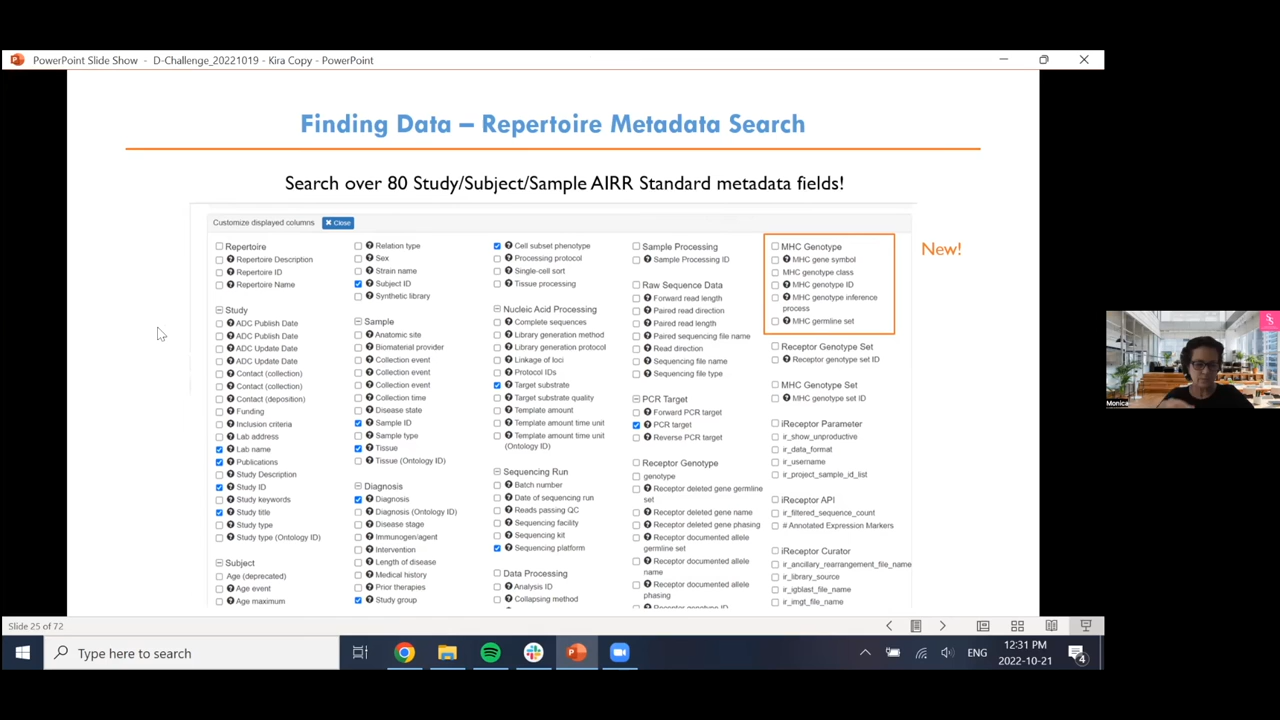 PowerPoint Slide Show - D-Challenge_20221019 - Kira Copy - PowerPoint
Finding Data – Repertoire Metadata Search
Search over 80 Study/Subject/Sample AIRR Standard metadata fields!
Customize displayed columns
Close
Repertoire
Repertoire Description
Repertoire ID
Repertoire Name
Study
ADC Publish Date
ADC Publish Date
ADC Update Date
ADC Update Date
Contact (collection)
Contact (collection)
Contact (deposition)
Funding
Inclusion criteria
Lab address
Lab name
Publications
Study Description
Study ID
Study keywords
Study title
Study type
Study type (Ontology ID)
Subject
Age (deprecated)
Age event
Age maximum
Relation type
Sex
Strain name
Subject ID
Synthetic library
Sample
Anatomic site
Biomaterial provider
Collection event
Collection event
Collection event
Collection time
Disease state
Sample ID
Sample type
Tissue
Tissue (Ontology ID)
Diagnosis
Diagnosis
Diagnosis (Ontology ID)
Disease stage
Immunogen/agent
Intervention
Length of disease
Medical history
Prior therapies
Study group
Cell subset phenotype
Processing protocol
Single-cell sort
Tissue processing
Nucleic Acid Processing
Complete sequences
Library generation method
Library generation protocol
Linkage of loci
Protocol IDs
Target substrate
Target substrate quality
Template amount
Template amount time unit
Template amount time unit
(Ontology ID)
Sequencing Run
Batch number
Date of sequencing run
Reads passing QC
Sequencing facility
Sequencing kit
Sequencing platform
Data Processing
Analysis ID
Collapsing method
Sample Processing
Sample Processing ID
Raw Sequence Data
Forward read length
Paired read direction
Paired read length
Paired sequencing file name
Read direction
Sequencing file name
Sequencing file type
PCR Target
Forward PCR target
PCR target
Reverse PCR target
Receptor Genotype
genotype
Receptor deleted gene germline
set
Receptor deleted gene name
Receptor deleted gene phasing
Receptor documented allele
germline set
Receptor documented allele
name
Receptor documented allele
phasing
Receptor genotype ID
MHC Genotype
MHC gene symbol
MHC genotype class
MHC genotype ID
MHC genotype inference
process
MHC germline set
New!
Receptor Genotype Set
Receptor genotype set ID
MHC Genotype Set
MHC genotype set ID
iReceptor Parameter
ir_show_unproductive
ir_data_format
ir_username
ir_project_sample_id_list
iReceptor API
ir_filtered_sequence_count
# Annotated Expression Markers
iReceptor Curator
ir_ancillary_rearrangement_file_name
ir_library_source
ir_igblast_file_name
ir_imgt_file_name
Monica
Slide 25 of 72
Type here to search
ENG
12:31 PM
2022-10-21
4